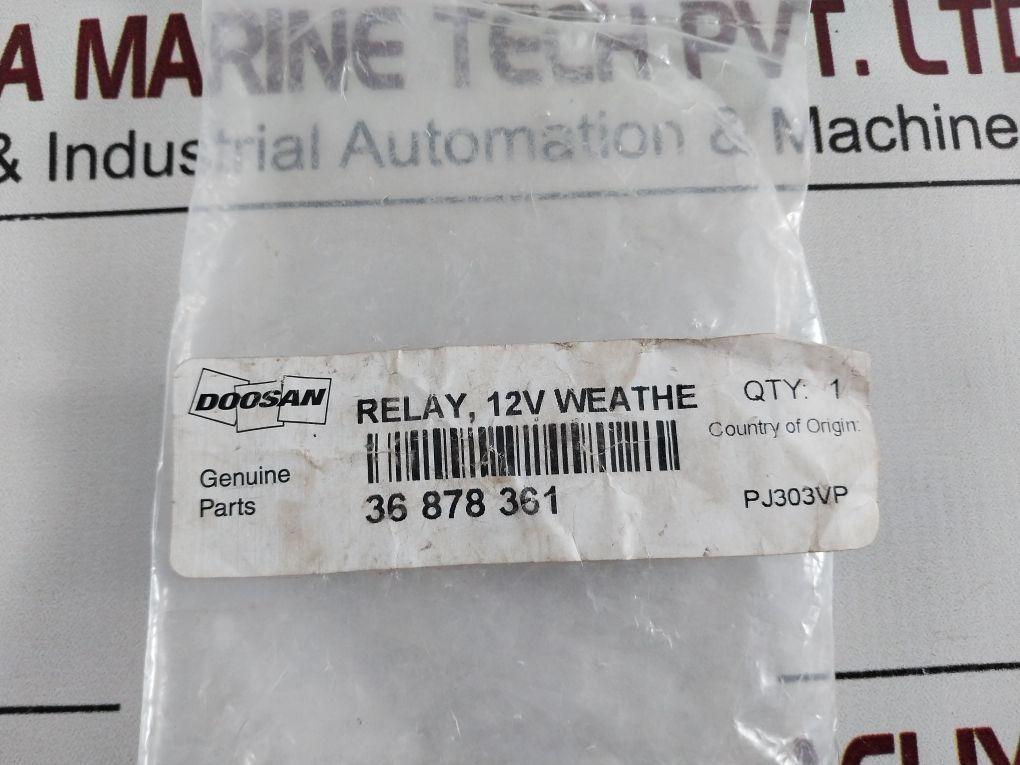 A MARINE TECH PVT. LTD
& Industrial Automation & Machine
DOOSAN
RELAY, 12V WEATHE
QTY: 1
Country of Origin:
Genuine
Parts
36 878 361
PJ303VP